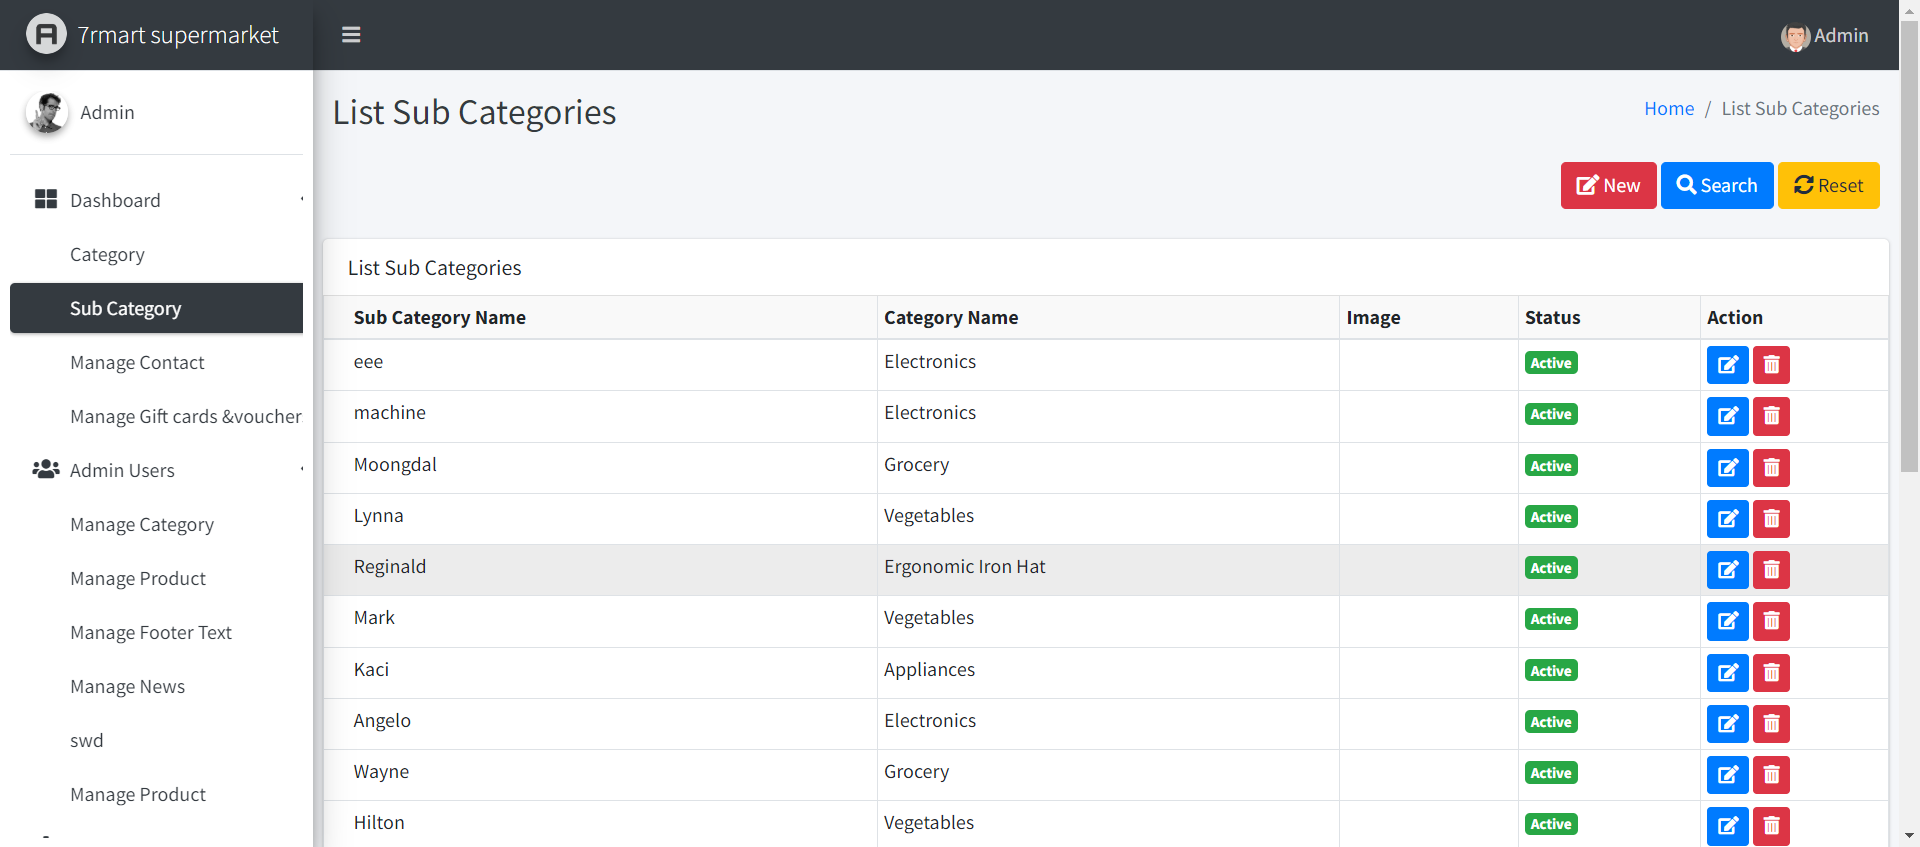 7rmart supermarket
Admin
Admin
Dashboard
Category
Sub Category
Manage Contact
Manage Gift cards &voucher
Admin Users
Manage Category
Manage Product
Manage Footer Text
Manage News
swd
Manage Product
List Sub Categories
Home / List Sub Categories
New Search Reset
List Sub Categories
Sub Category Name Category Name Image Status Action
eee Electronics Active
machine Electronics Active
Moongdal Grocery Active
Lynna Vegetables Active
Reginald Ergonomic Iron Hat Active
Mark Vegetables Active
Kaci Appliances Active
Angelo Electronics Active
Wayne Grocery Active
Hilton Vegetables Active